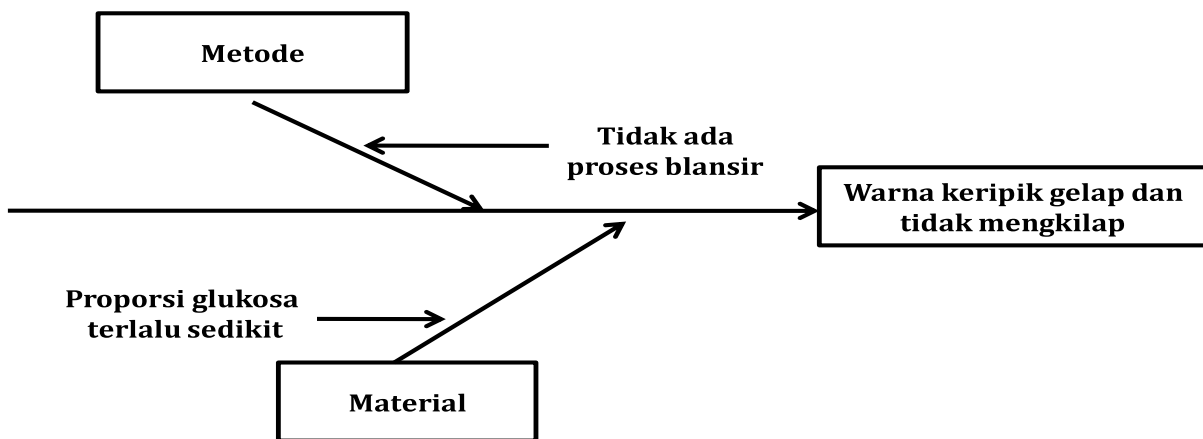 Metode
Tidak ada
proses blansir
Warna keripik gelap dan
tidak mengkilap
Proporsi glukosa
terlalu sedikit
Material